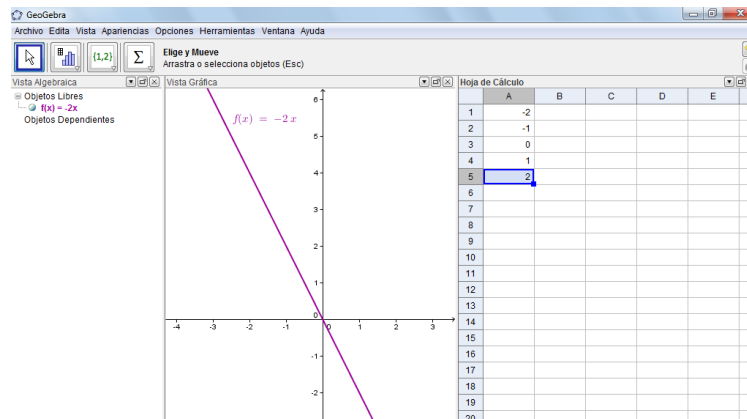 GeoGebra
Archivo Edita Vista Apariencias Opciones Herramientas Ventana Ayuda
{1,2}
Σ
Elige y Mueve
Arrastra o selecciona objetos (Esc)
Vista Algebraica
Vista Gráfica
Hoja de Cálculo
Objetos Libres
f(x) = -2x
Objetos Dependientes
f(x) = -2 x
6
5
4
3
2
1
0
-1
-2
-4 -3 -2 -1 0 1 2 3
A B C D E
1 -2
2 -1
3 0
4 1
5 2
6
7
8
9
10
11
12
13
14
15
16
17
18
19
20